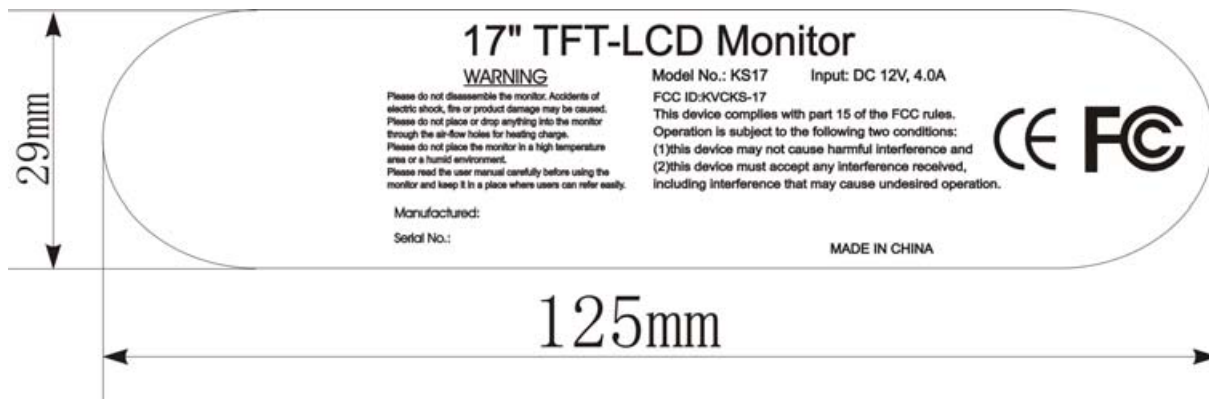 17" TFT-LCD Monitor
WARNING
Please do not disassemble the monitor. Accidents of
electric shock, fire or product damage may be caused.
Please do not place or drop anything into the monitor
through the air-flow holes for heating charge.
Please do not place the monitor in a high temperature
area or a humid environment.
Please read the user manual carefully before using the
monitor and keep it in a place where users can refer easily.
Manufactured:
Serial No.:
Model No.: KS17 Input: DC 12V, 4.0A
FCC ID:KVCKS-17
This device complies with part 15 of the FCC rules.
Operation is subject to the following two conditions:
(1)this device may not cause harmful interference and
(2)this device must accept any interference received,
including interference that may cause undesired operation.
CE FC
MADE IN CHINA
29mm
125mm